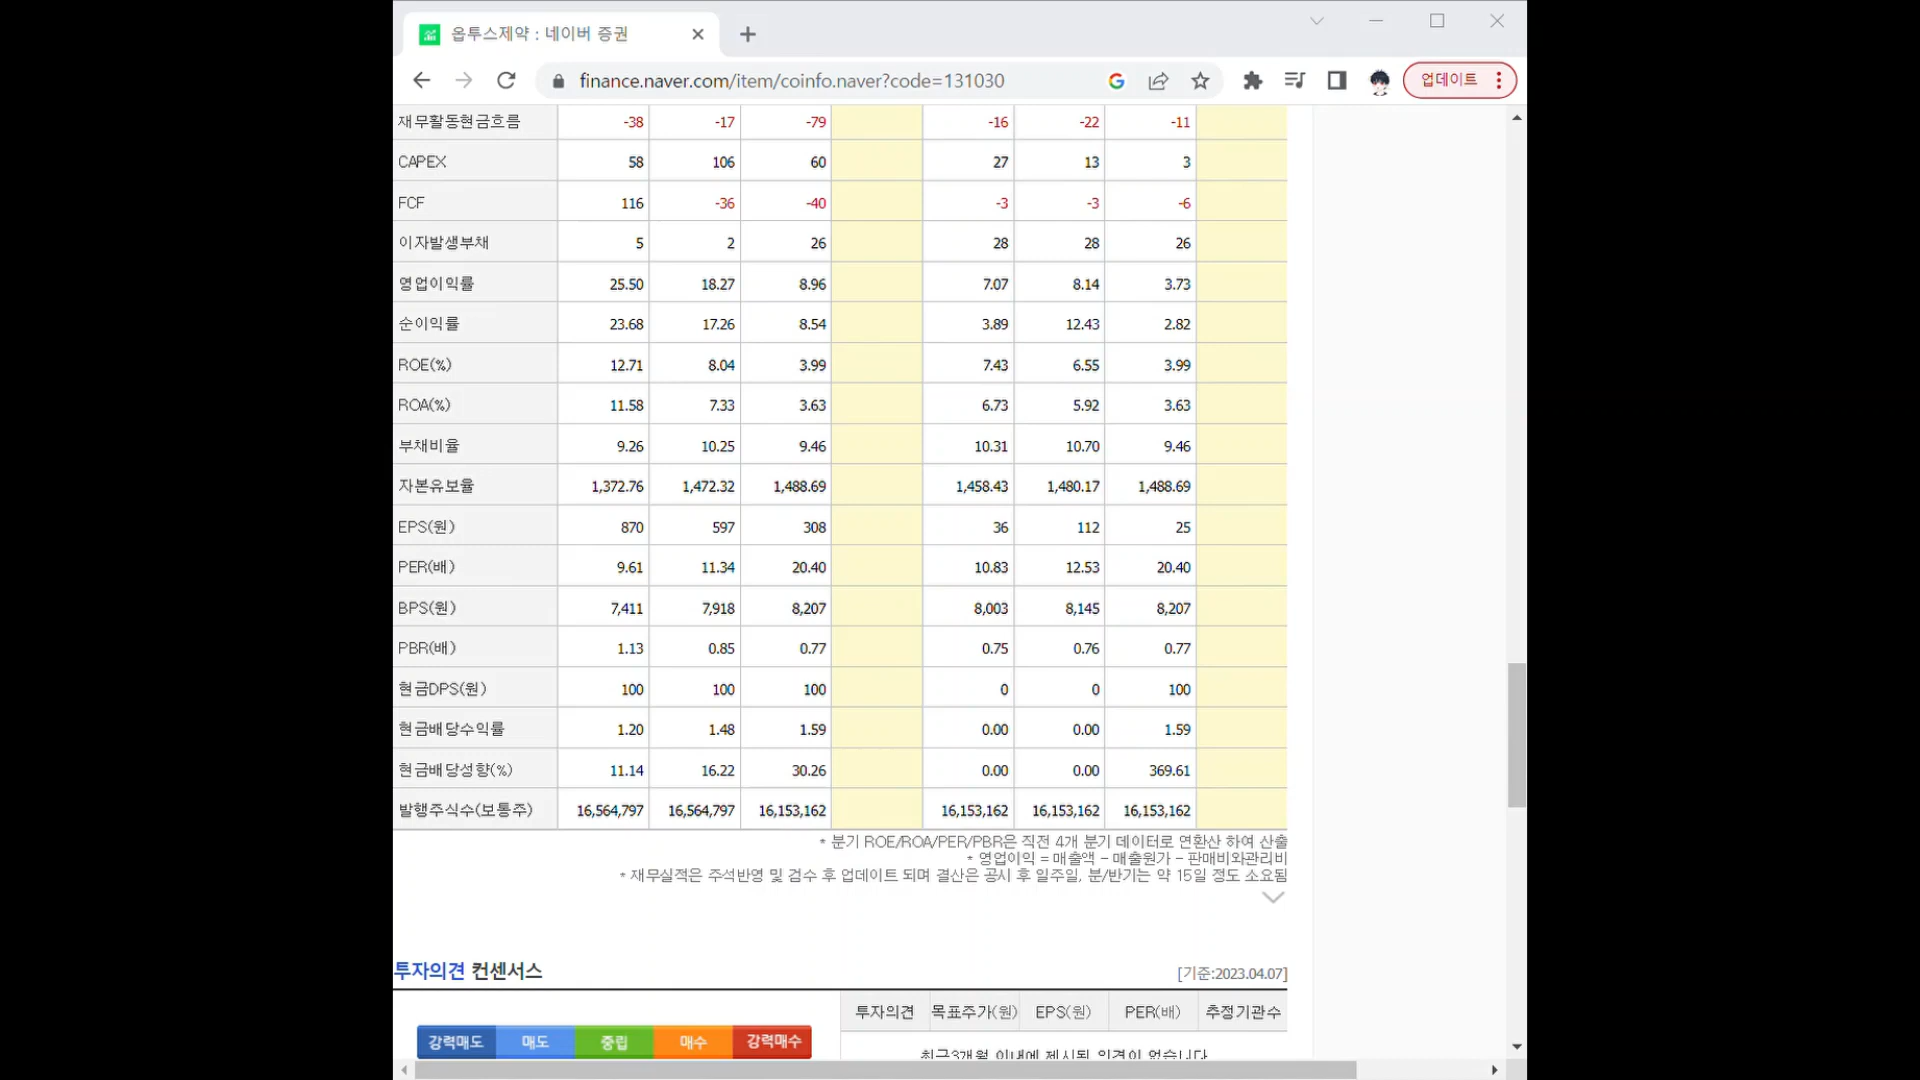 옵투스제약 : 네이버 증권
finance.naver.com/item/coinfo.naver?code=131030
업데이트
재무활동현금흐름 -38 -17 -79 -16 -22 -11
CAPEX 58 106 60 27 13 3
FCF 116 -36 -40 -3 -3 -6
이자발생부채 5 2 26 28 28 26
영업이익률 25.50 18.27 8.96 7.07 8.14 3.73
순이익률 23.68 17.26 8.54 3.89 12.43 2.82
ROE(%) 12.71 8.04 3.99 7.43 6.55 3.99
ROA(%) 11.58 7.33 3.63 6.73 5.92 3.63
부채비율 9.26 10.25 9.46 10.31 10.70 9.46
자본유보율 1,372.76 1,472.32 1,488.69 1,458.43 1,480.17 1,488.69
EPS(원) 870 597 308 36 112 25
PER(배) 9.61 11.34 20.40 10.83 12.53 20.40
BPS(원) 7,411 7,918 8,207 8,003 8,145 8,207
PBR(배) 1.13 0.85 0.77 0.75 0.76 0.77
현금DPS(원) 100 100 100 0 0 100
현금배당수익률 1.20 1.48 1.59 0.00 0.00 1.59
현금배당성향(%) 11.14 16.22 30.26 0.00 0.00 369.61
발행주식수(보통주) 16,564,797 16,564,797 16,153,162 16,153,162 16,153,162 16,153,162
* 분기 ROE/ROA/PER/PBR은 직전 4개 분기 데이터로 연환산 하여 산출
* 영업이익 = 매출액 - 매출원가 - 판매비와관리비
* 재무실적은 주석반영 및 검수 후 업데이트 되며 결산은 공시 후 일주일, 분/반기는 약 15일 정도 소요됨
투자의견 컨센서스 [기준:2023.04.07]
투자의견 목표주가(원) EPS(원) PER(배) 추정기관수
강력매도 매도 중립 매수 강력매수
최근3개월 이내에 제시된 의견이 없습니다